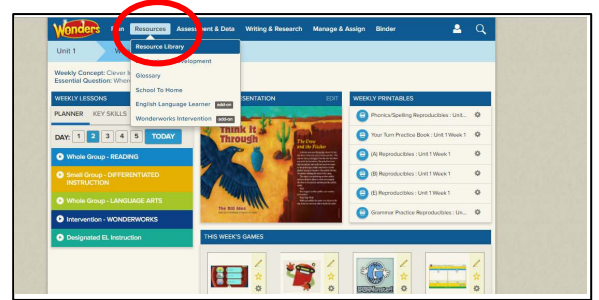 Wonders Plan Resources Assessment & Data Writing & Research Manage & Assign Binder
Unit 1
Resource Library
Glossary
School To Home
English Language Learner add-on
Wonderworks Intervention add-on
Weekly Concept: Clever
Essential Question: Where
WEEKLY LESSONS
PLANNER KEY SKILLS
DAY: 1 2 3 4 5 TODAY
Whole Group - READING
Small Group - DIFFERENTIATED
INSTRUCTION
Whole Group - LANGUAGE ARTS
Intervention - WONDERWORKS
Designated EL Instruction
EDIT
Think It
Through
The Crow
and the Pitcher
The BIG Idea
WEEKLY PRINTABLES
Phonics/Spelling Reproducibles : Unit...
Your Turn Practice Book : Unit 1 Week 1
(A) Reproducibles : Unit 1 Week 1
(B) Reproducibles : Unit 1 Week 1
(E) Reproducibles : Unit 1 Week 1
Grammar Practice Reproducibles : Un...
THIS WEEK'S GAMES